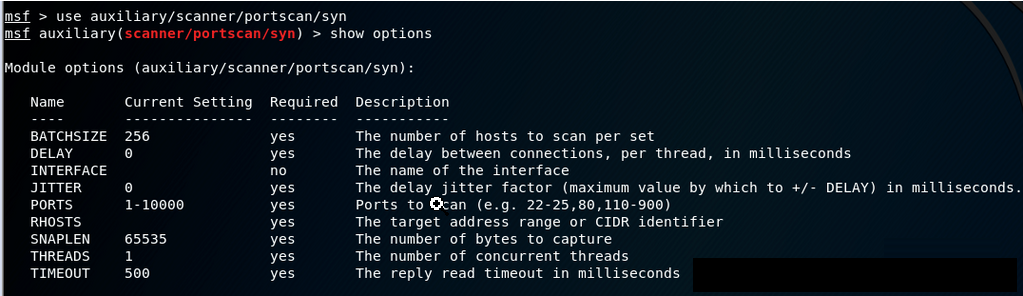 msf > use auxiliary/scanner/portscan/syn
msf auxiliary(scanner/portscan/syn) > show options
Module options (auxiliary/scanner/portscan/syn):
Name Current Setting Required Description
---- --------------- -------- -----------
BATCHSIZE 256 yes The number of hosts to scan per set
DELAY 0 yes The delay between connections, per thread, in milliseconds
INTERFACE no The name of the interface
JITTER 0 yes The delay jitter factor (maximum value by which to +/- DELAY) in milliseconds.
PORTS 1-10000 yes Ports to scan (e.g. 22-25,80,110-900)
RHOSTS yes The target address range or CIDR identifier
SNAPLEN 65535 yes The number of bytes to capture
THREADS 1 yes The number of concurrent threads
TIMEOUT 500 yes The reply read timeout in milliseconds